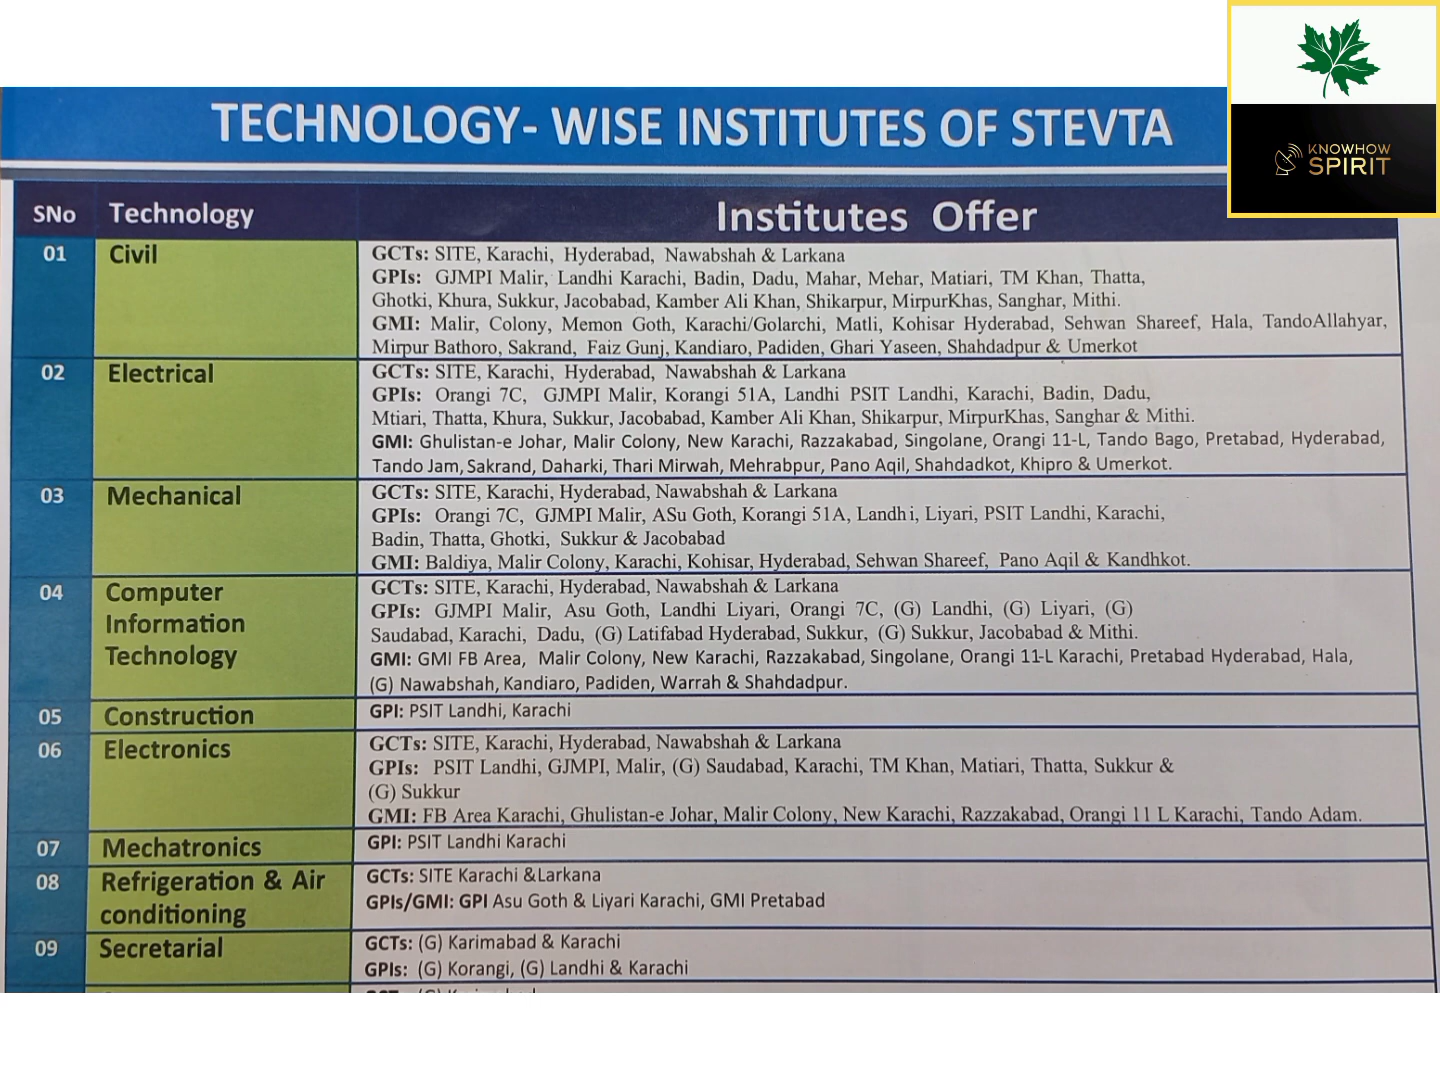 KNOWHOW
SPIRIT
TECHNOLOGY- WISE INSTITUTES OF STEVTA
SNo Technology Institutes Offer
01 Civil GCTs: SITE, Karachi, Hyderabad, Nawabshah & Larkana
GPIs: GJMPI Malir, Landhi Karachi, Badin, Dadu, Mahar, Mehar, Matiari, TM Khan, Thatta,
Ghotki, Khura, Sukkur, Jacobabad, Kamber Ali Khan, Shikarpur, MirpurKhas, Sanghar, Mithi.
GMI: Malir, Colony, Memon Goth, Karachi/Golarchi, Matli, Kohisar Hyderabad, Sehwan Shareef, Hala, TandoAllahyar,
Mirpur Bathoro, Sakrand, Faiz Gunj, Kandiaro, Padiden, Ghari Yaseen, Shahdadpur & Umerkot
02 Electrical GCTs: SITE, Karachi, Hyderabad, Nawabshah & Larkana
GPIs: Orangi 7C, GJMPI Malir, Korangi 51A, Landhi PSIT Landhi, Karachi, Badin, Dadu,
Mtiari, Thatta, Khura, Sukkur, Jacobabad, Kamber Ali Khan, Shikarpur, MirpurKhas, Sanghar & Mithi.
GMI: Ghulistan-e Johar, Malir Colony, New Karachi, Razzakabad, Singolane, Orangi 11-L, Tando Bago, Pretabad, Hyderabad,
Tando Jam, Sakrand, Daharki, Thari Mirwah, Mehrabpur, Pano Aqil, Shahdadkot, Khipro & Umerkot.
03 Mechanical GCTs: SITE, Karachi, Hyderabad, Nawabshah & Larkana
GPIs: Orangi 7C, GJMPI Malir, ASu Goth, Korangi 51A, Landhi, Liyari, PSIT Landhi, Karachi,
Badin, Thatta, Ghotki, Sukkur & Jacobabad
GMI: Baldiya, Malir Colony, Karachi, Kohisar, Hyderabad, Sehwan Shareef, Pano Aqil & Kandhkot.
04 Computer GCTs: SITE, Karachi, Hyderabad, Nawabshah & Larkana
Information GPIs: GJMPI Malir, Asu Goth, Landhi Liyari, Orangi 7C, (G) Landhi, (G) Liyari, (G)
Technology Saudabad, Karachi, Dadu, (G) Latifabad Hyderabad, Sukkur, (G) Sukkur, Jacobabad & Mithi.
GMI: GMI FB Area, Malir Colony, New Karachi, Razzakabad, Singolane, Orangi 11-L Karachi, Pretabad Hyderabad, Hala,
(G) Nawabshah, Kandiaro, Padiden, Warrah & Shahdadpur.
05 Construction GPI: PSIT Landhi, Karachi
06 Electronics GCTs: SITE, Karachi, Hyderabad, Nawabshah & Larkana
GPIs: PSIT Landhi, GJMPI, Malir, (G) Saudabad, Karachi, TM Khan, Matiari, Thatta, Sukkur &
(G) Sukkur
GMI: FB Area Karachi, Ghulistan-e Johar, Malir Colony, New Karachi, Razzakabad, Orangi 11 L Karachi, Tando Adam.
07 Mechatronics GPI: PSIT Landhi Karachi
08 Refrigeration & Air GCTs: SITE Karachi &Larkana
conditioning GPIs/GMI: GPI Asu Goth & Liyari Karachi, GMI Pretabad
09 Secretarial GCTs: (G) Karimabad & Karachi
GPIs: (G) Korangi, (G) Landhi & Karachi